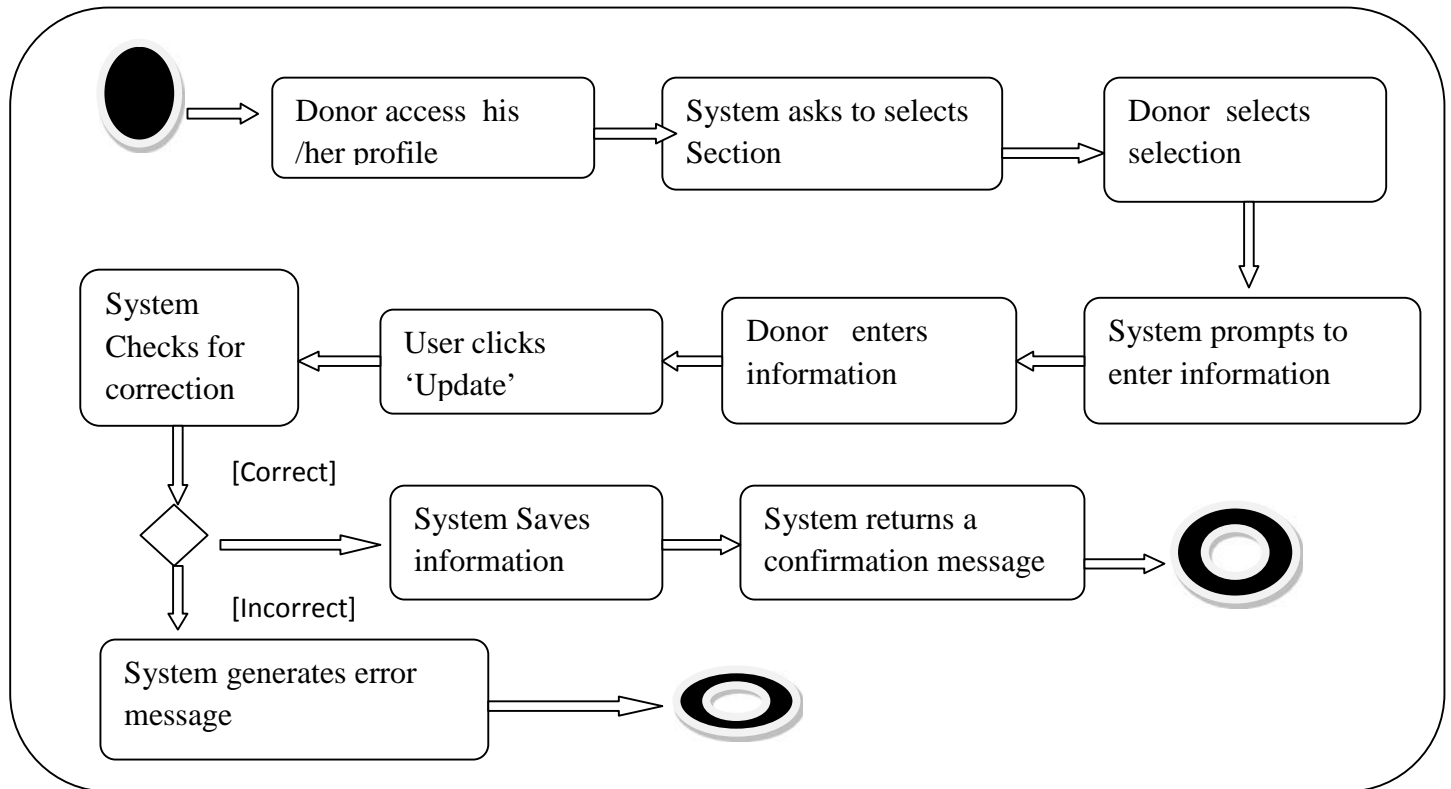 Donor access his
/her profile
System asks to selects
Section
Donor selects
selection
System
Checks for
correction
User clicks
‘Update’
Donor enters
information
System prompts to
enter information
[Correct]
System Saves
information
System returns a
confirmation message
[Incorrect]
System generates error
message